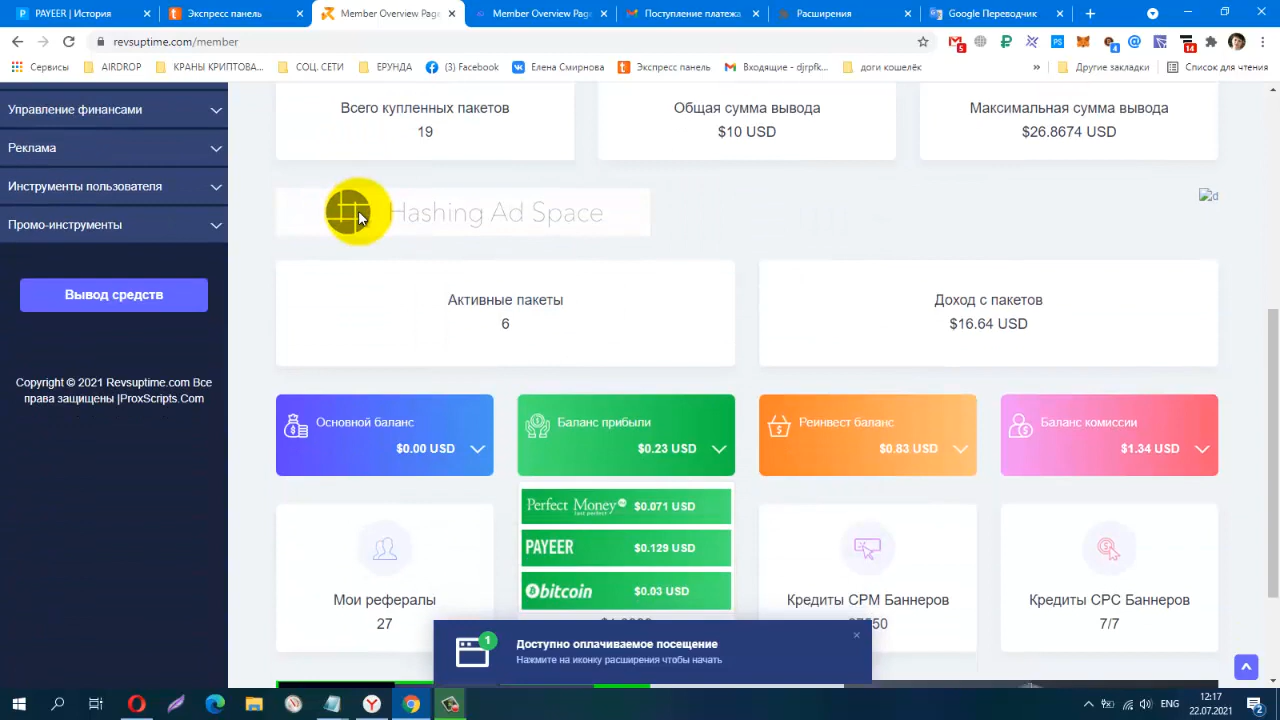 PAYEER | История
Экспресс панель
Member Overview Page
Member Overview Page
Поступление платежа
Расширения
Google Переводчик
revsuptime.com/member
Сервисы
AIRDROP
КРАНЫ КРИПТОВА...
СОЦ. СЕТИ
ЕРУНДА
(3) Facebook
Елена Смирнова
Экспресс панель
Входящие - djrpfk...
доги кошелёк
»
Другие закладки
Список для чтения
Управление финансами
Реклама
Инструменты пользователя
Промо-инструменты
Вывод средств
Copyright © 2021 Revsuptime.com Все
права защищены |ProxScripts.Com
Всего купленных пакетов
19
Общая сумма вывода
$10 USD
Максимальная сумма вывода
$26.8674 USD
Hashing Ad Space
d
Активные пакеты
6
Доход с пакетов
$16.64 USD
Основной баланс
$0.00 USD
Баланс прибыли
$0.23 USD
Реинвест баланс
$0.83 USD
Баланс комиссии
$1.34 USD
Perfect Money
$0.071 USD
PAYEER
$0.129 USD
bitcoin
$0.03 USD
Мои рефералы
27
Кредиты CPM Баннеров
Кредиты CPC Баннеров
7/7
1
Доступно оплачиваемое посещение
Нажмите на иконку расширения чтобы начать
ENG
12:17
22.07.2021
2